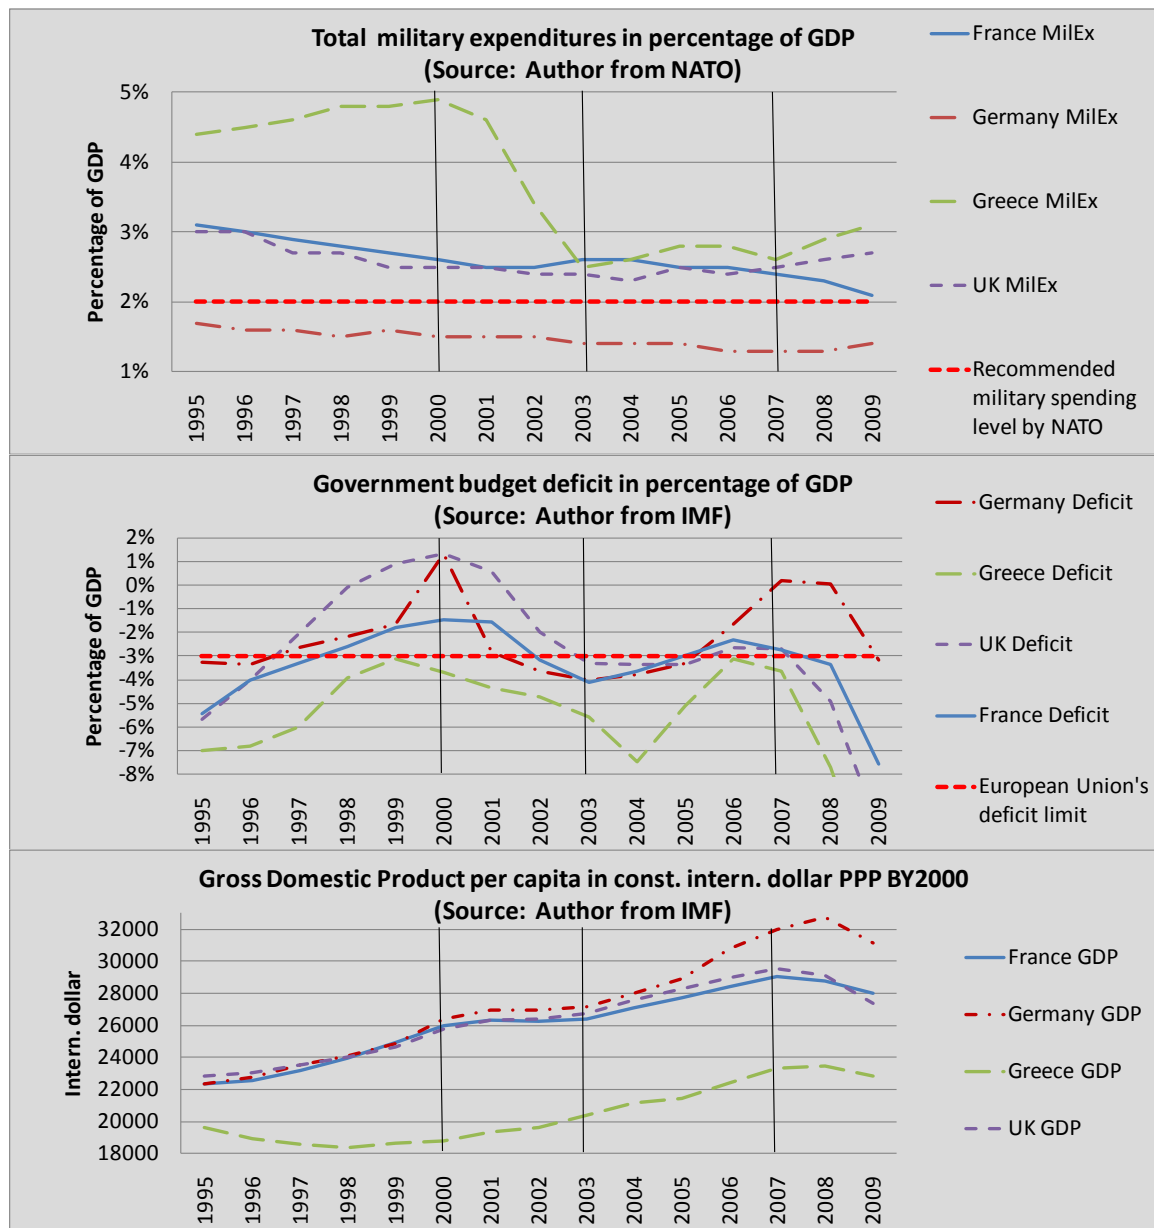 Total military expenditures in percentage of GDP
(Source: Author from NATO)
Percentage of GDP
5%
4%
3%
2%
1%
1995
1996
1997
1998
1999
2000
2001
2002
2003
2004
2005
2006
2007
2008
2009
France MilEx
Germany MilEx
Greece MilEx
UK MilEx
Recommended
military spending
level by NATO
Government budget deficit in percentage of GDP
(Source: Author from IMF)
Percentage of GDP
2%
1%
0%
-1%
-2%
-3%
-4%
-5%
-6%
-7%
-8%
1995
1996
1997
1998
1999
2000
2001
2002
2003
2004
2005
2006
2007
2008
2009
Germany Deficit
Greece Deficit
UK Deficit
France Deficit
European Union's
deficit limit
Gross Domestic Product per capita in const. intern. dollar PPP BY2000
(Source: Author from IMF)
Intern. dollar
32000
30000
28000
26000
24000
22000
20000
18000
1995
1996
1997
1998
1999
2000
2001
2002
2003
2004
2005
2006
2007
2008
2009
France GDP
Germany GDP
Greece GDP
UK GDP